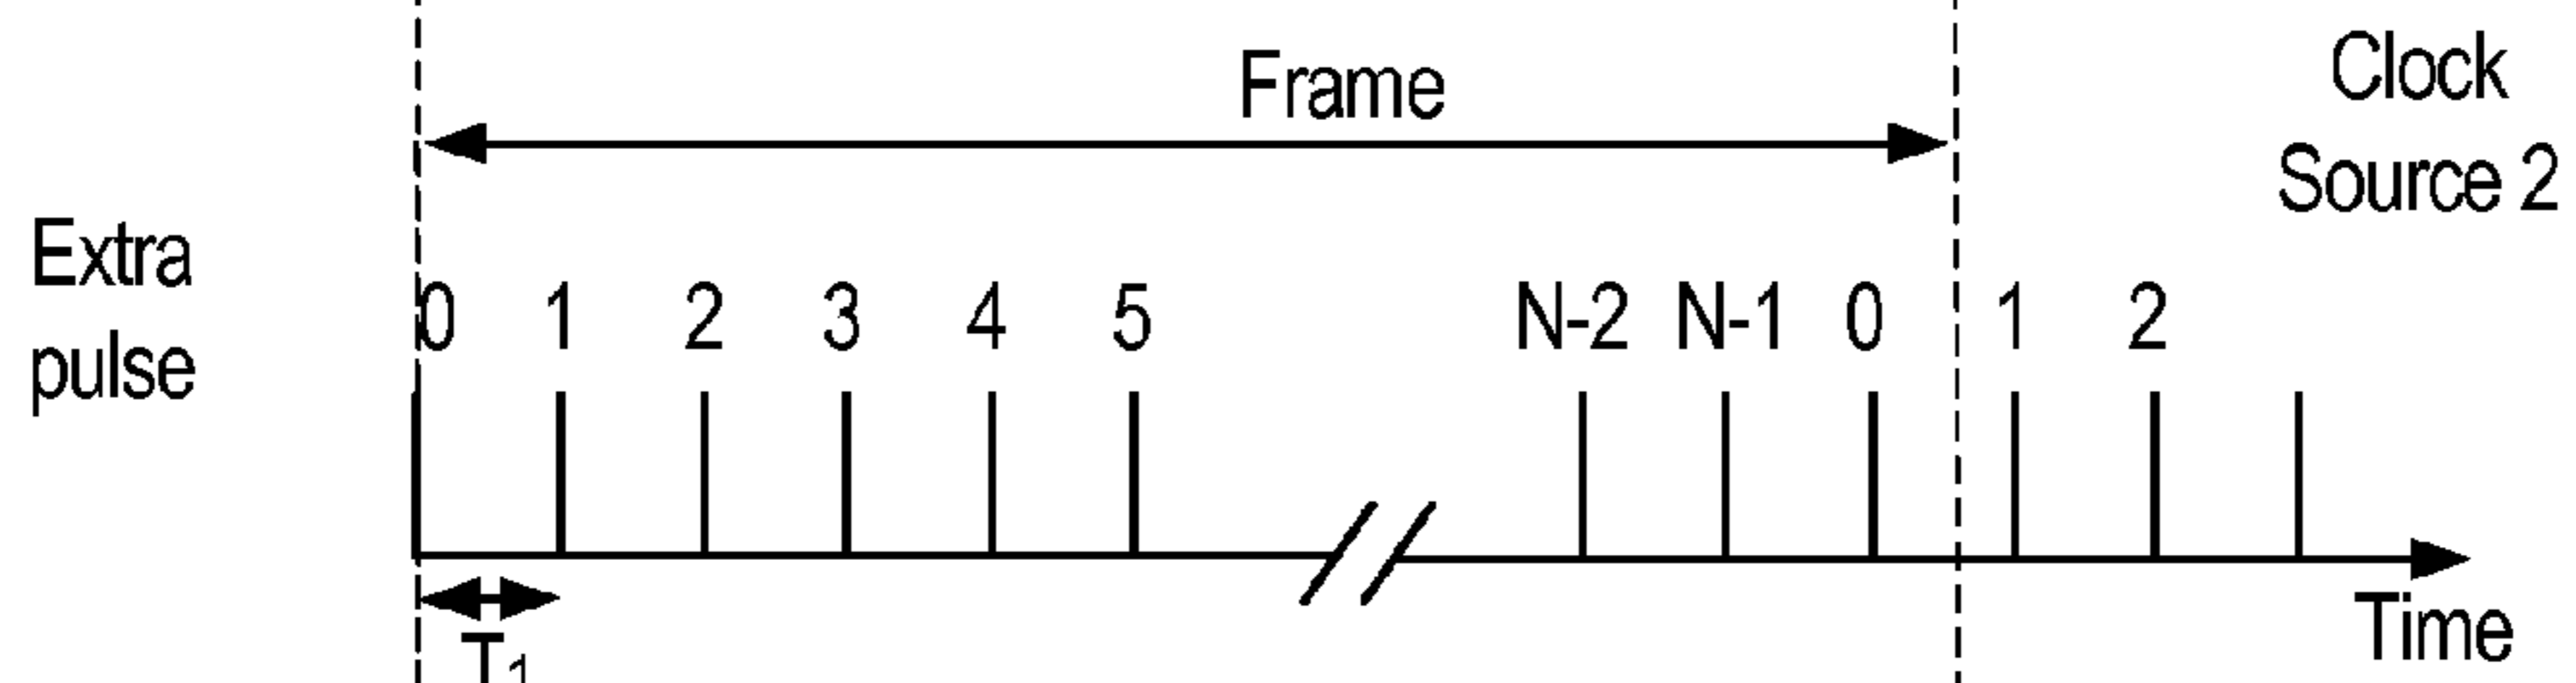 Frame
Clock
Source 2
Extra
pulse
0 1 2 3 4 5 N-2 N-1 0 1 2
Time
T1